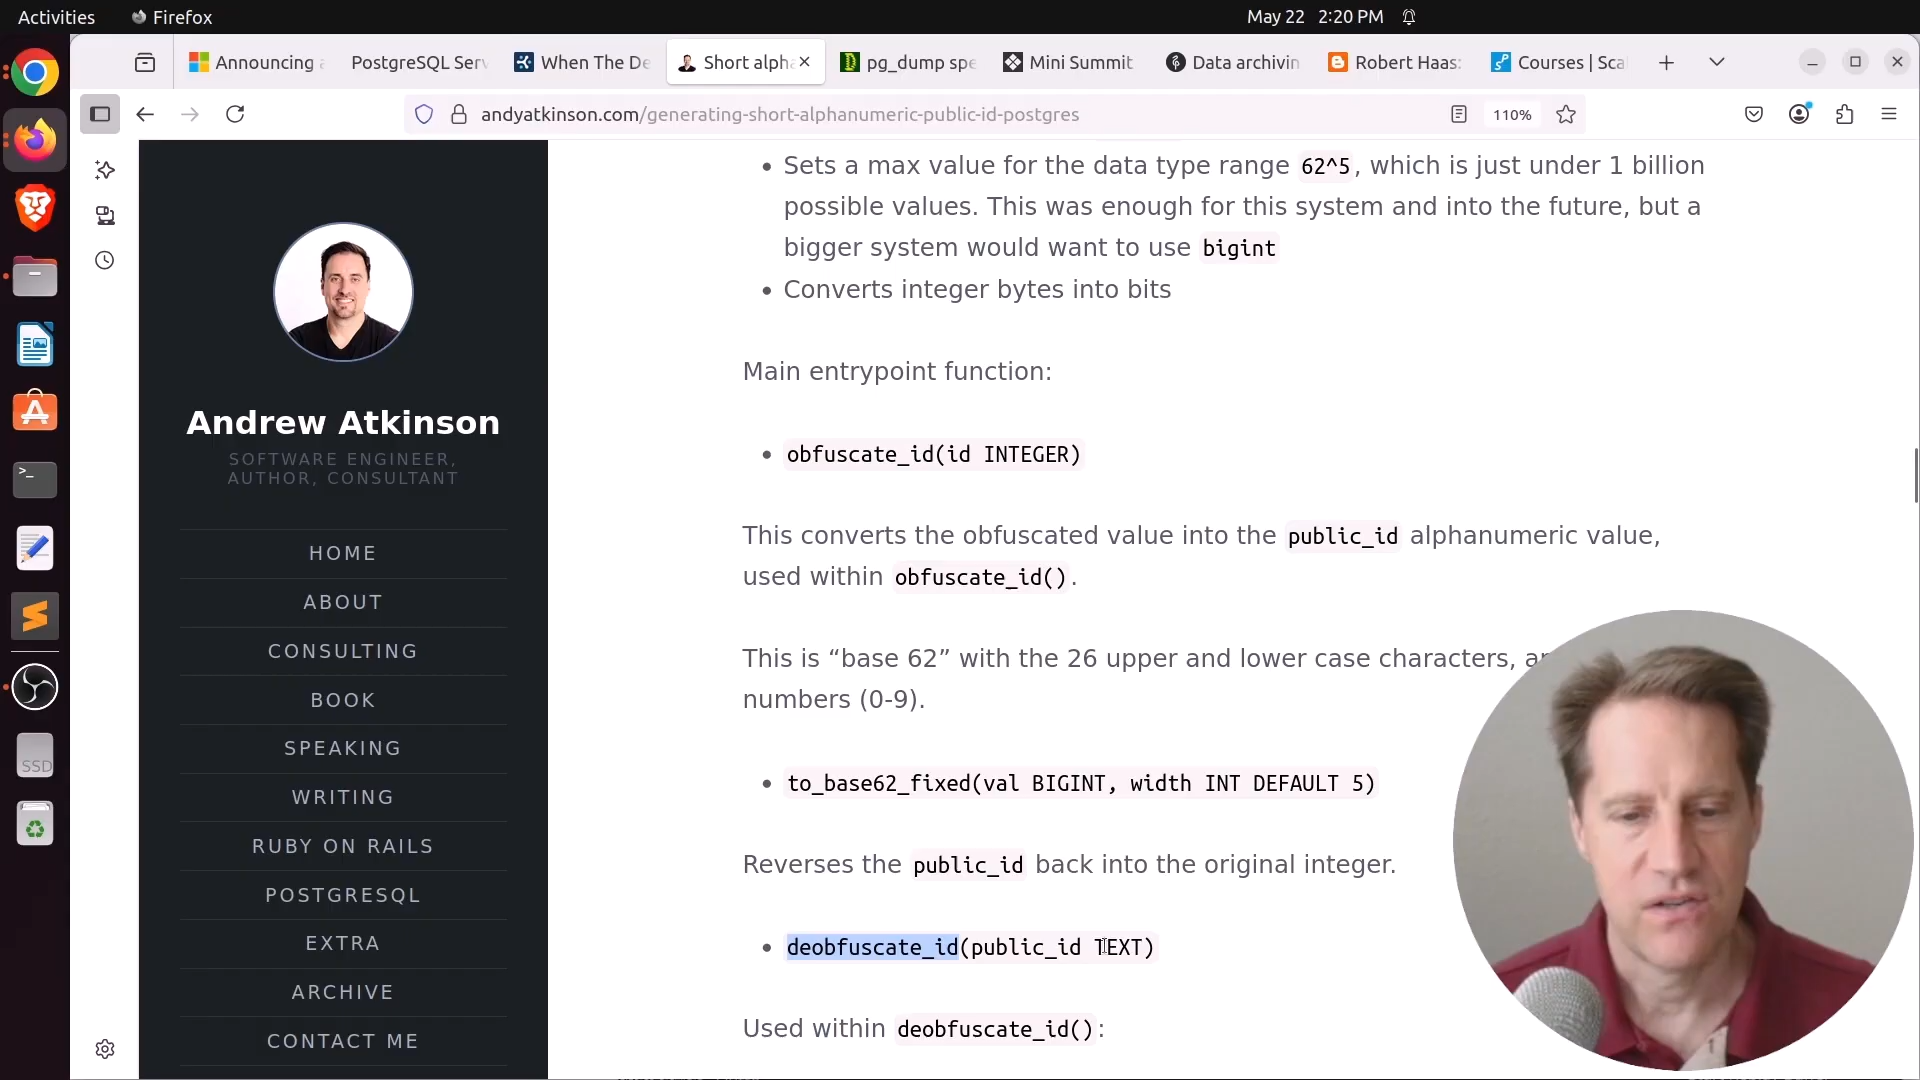 Activities
Firefox
May 22 2:20 PM
Announcing
PostgreSQL Serv
When The De
Short alpha
pg_dump spe
Mini Summit
Data archivin
Robert Haas:
Courses | Sca
andyatkinson.com/generating-short-alphanumeric-public-id-postgres
110%
Andrew Atkinson
SOFTWARE ENGINEER,
AUTHOR, CONSULTANT
HOME
ABOUT
CONSULTING
BOOK
SPEAKING
WRITING
RUBY ON RAILS
POSTGRESQL
EXTRA
ARCHIVE
CONTACT ME
SSD
• Sets a max value for the data type range 62^5, which is just under 1 billion
possible values. This was enough for this system and into the future, but a
bigger system would want to use bigint
• Converts integer bytes into bits
Main entrypoint function:
• obfuscate_id(id INTEGER)
This converts the obfuscated value into the public_id alphanumeric value,
used within obfuscate_id().
This is “base 62” with the 26 upper and lower case characters,
numbers (0-9).
• to_base62_fixed(val BIGINT, width INT DEFAULT 5)
Reverses the public_id back into the original integer.
• deobfuscate_id(public_id TEXT)
Used within deobfuscate_id():